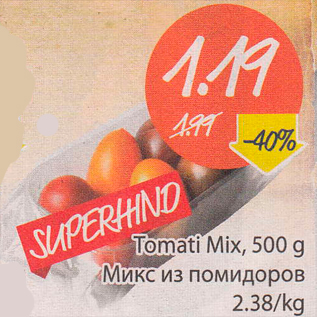 1.19
1.99
-40%
SUPERHIND
Tomati Mix, 500 g
Микс из помидоров
2.38/kg